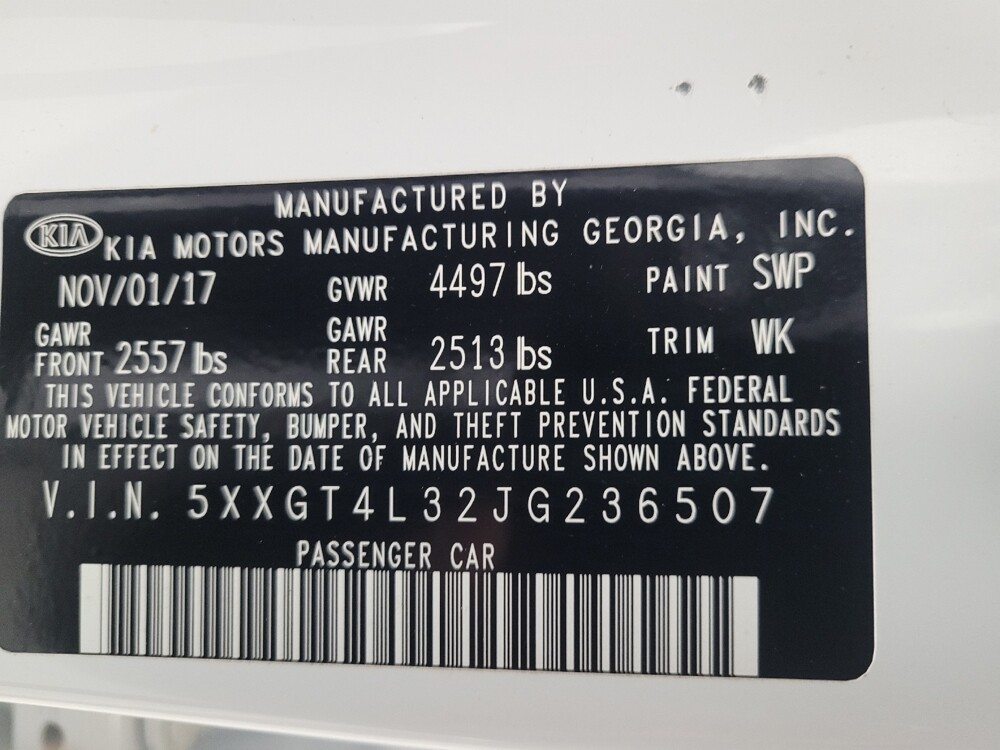 MANUFACTURED BY
KIA KIA MOTORS MANUFACTURING GEORGIA, INC.
NOV/01/17 GVWR 4497 lbs PAINT SWP
GAWR FRONT 2557 lbs GAWR REAR 2513 lbs TRIM WK
THIS VEHICLE CONFORMS TO ALL APPLICABLE U.S.A. FEDERAL
MOTOR VEHICLE SAFETY, BUMPER, AND THEFT PREVENTION STANDARDS
IN EFFECT ON THE DATE OF MANUFACTURE SHOWN ABOVE.
V.I.N. 5XXGT4L32JG236507
PASSENGER CAR